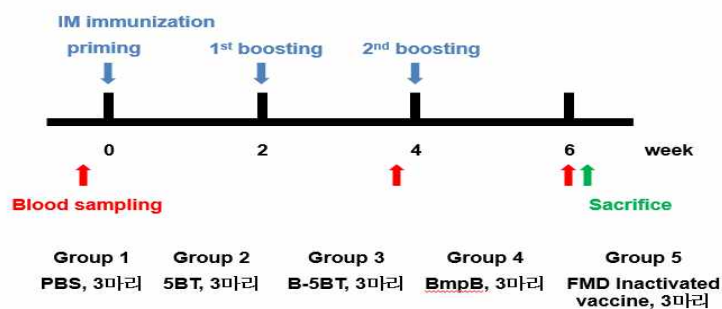 IM immunization
priming
1st boosting
2nd boosting
0
2
4
6
week
Blood sampling
Sacrifice
Group 1
Group 2
Group 3
Group 4
Group 5
PBS, 3마리
5BT, 3마리
B-5BT, 3마리
BmpB, 3마리
FMD Inactivated
vaccine, 3마리